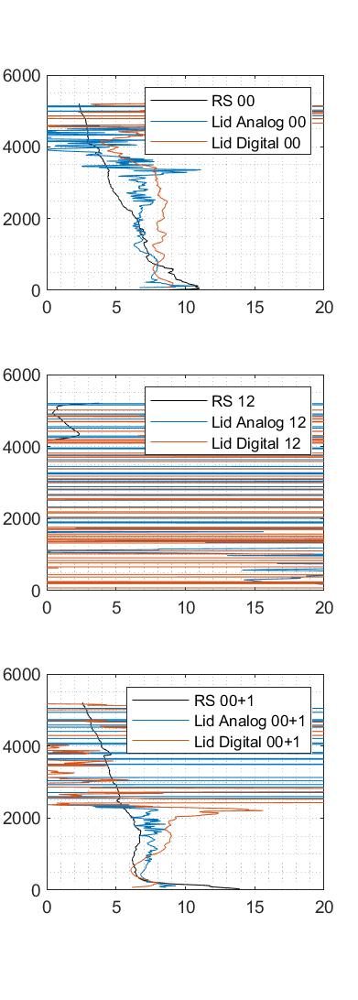 6000
RS 00
Lid Analog 00
4000
Lid Digital 00
2000
0
0 5 10 15 20
6000
RS 12
Lid Analog 12
4000
Lid Digital 12
2000
0
0 5 10 15 20
6000
RS 00+1
Lid Analog 00+1
4000
Lid Digital 00+1
2000
0
0 5 10 15 20